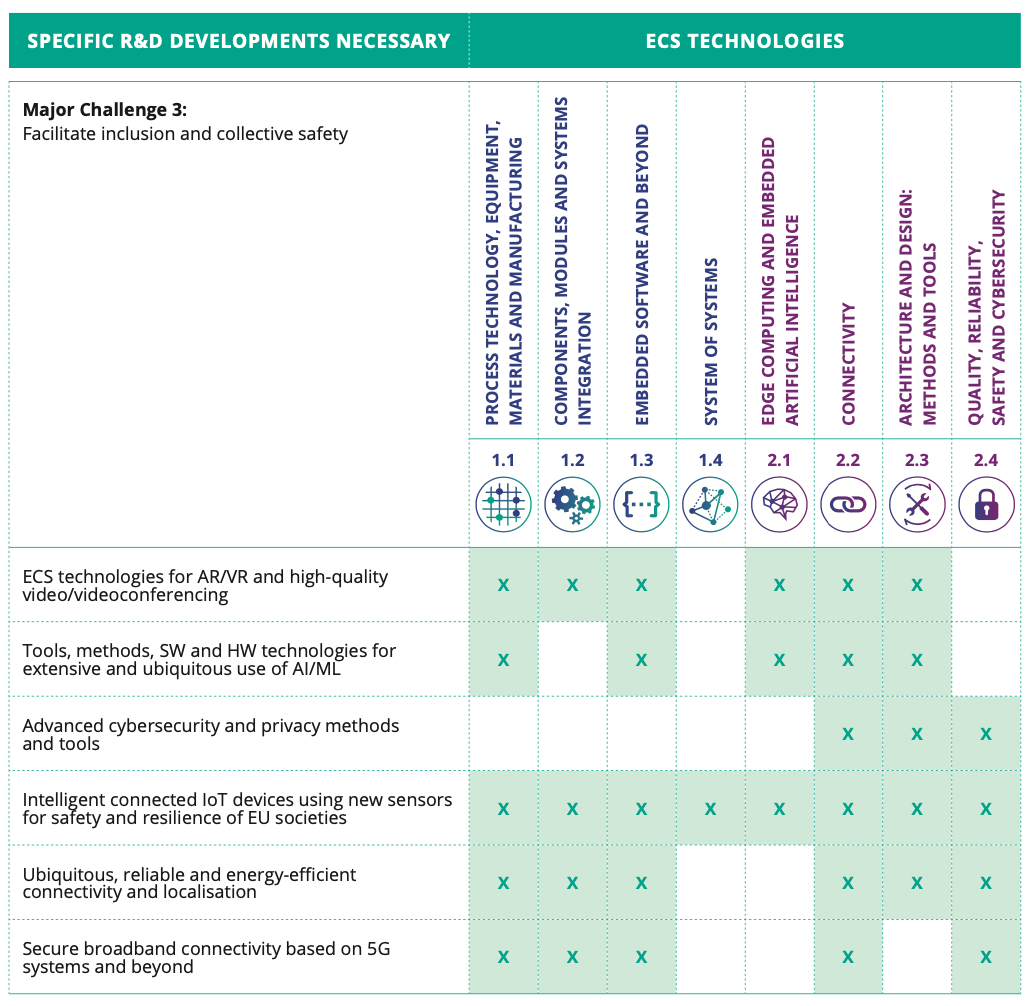 SPECIFIC R&D DEVELOPMENTS NECESSARY
ECS TECHNOLOGIES
Major Challenge 3:
Facilitate inclusion and collective safety
PROCESS TECHNOLOGY, EQUIPMENT,
MATERIALS AND MANUFACTURING
COMPONENTS, MODULES AND SYSTEMS
INTEGRATION
EMBEDDED SOFTWARE AND BEYOND
SYSTEM OF SYSTEMS
EDGE COMPUTING AND EMBEDDED
ARTIFICIAL INTELLIGENCE
CONNECTIVITY
ARCHITECTURE AND DESIGN:
METHODS AND TOOLS
QUALITY, RELIABILITY,
SAFETY AND CYBERSECURITY
1.1 1.2 1.3 1.4 2.1 2.2 2.3 2.4
ECS technologies for AR/VR and high-quality
video/videoconferencing
X X X X X X
Tools, methods, SW and HW technologies for
extensive and ubiquitous use of AI/ML
X X X X X
Advanced cybersecurity and privacy methods
and tools
X X X
Intelligent connected IoT devices using new sensors
for safety and resilience of EU societies
X X X X X X X X
Ubiquitous, reliable and energy-efficient
connectivity and localisation
X X X X X X
Secure broadband connectivity based on 5G
systems and beyond
X X X X X